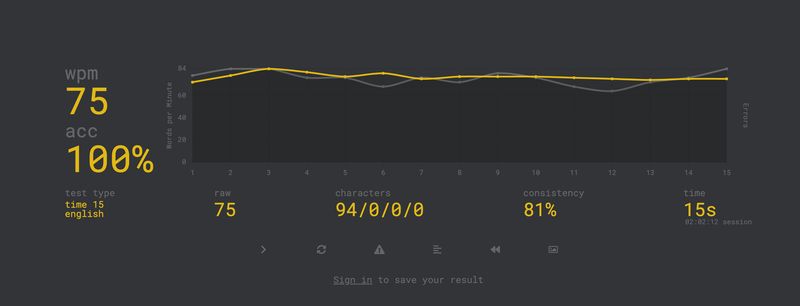 wpm
75
acc
100%
Words per Minute
84
60
40
20
0
1 2 3 4 5 6 7 8 9 10 11 12 13 14 15
Errors
test type
time 15
english
raw
75
characters
94/0/0/0
consistency
81%
time
15s
02:02:12 session
Sign in to save your result